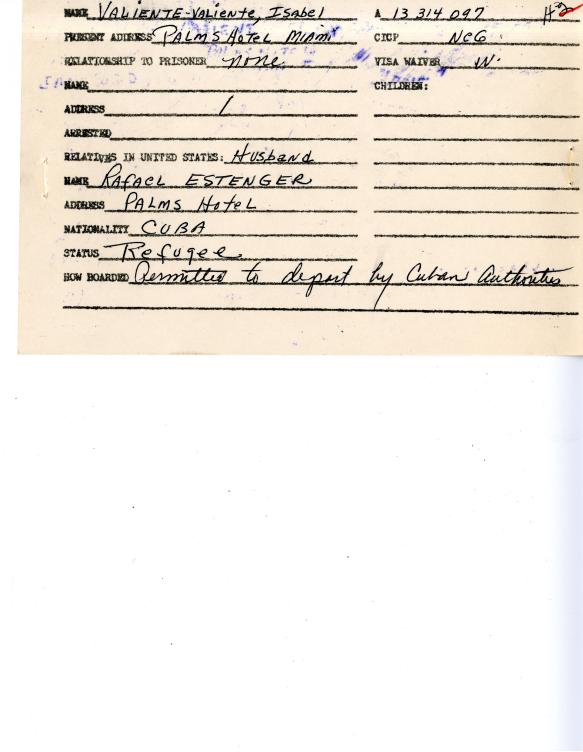 NAME VALIENTE-VALIENTE, Isabel A 13 314 097 H2
PRESENT ADDRESS PALMS HOTEL MIAMI CICP NCG
RELATIONSHIP TO PRISONER none VISA WAIVER W.
NAME CHILDREN:
ADDRESS /
ARRESTED
RELATIVES IN UNITED STATES: Husband
NAME RAFAEL ESTENGER
ADDRESS PALMS HOTEL
NATIONALITY CUBA
STATUS Refugee
HOW BOARDED Permitted to depart by Cuban Authorities